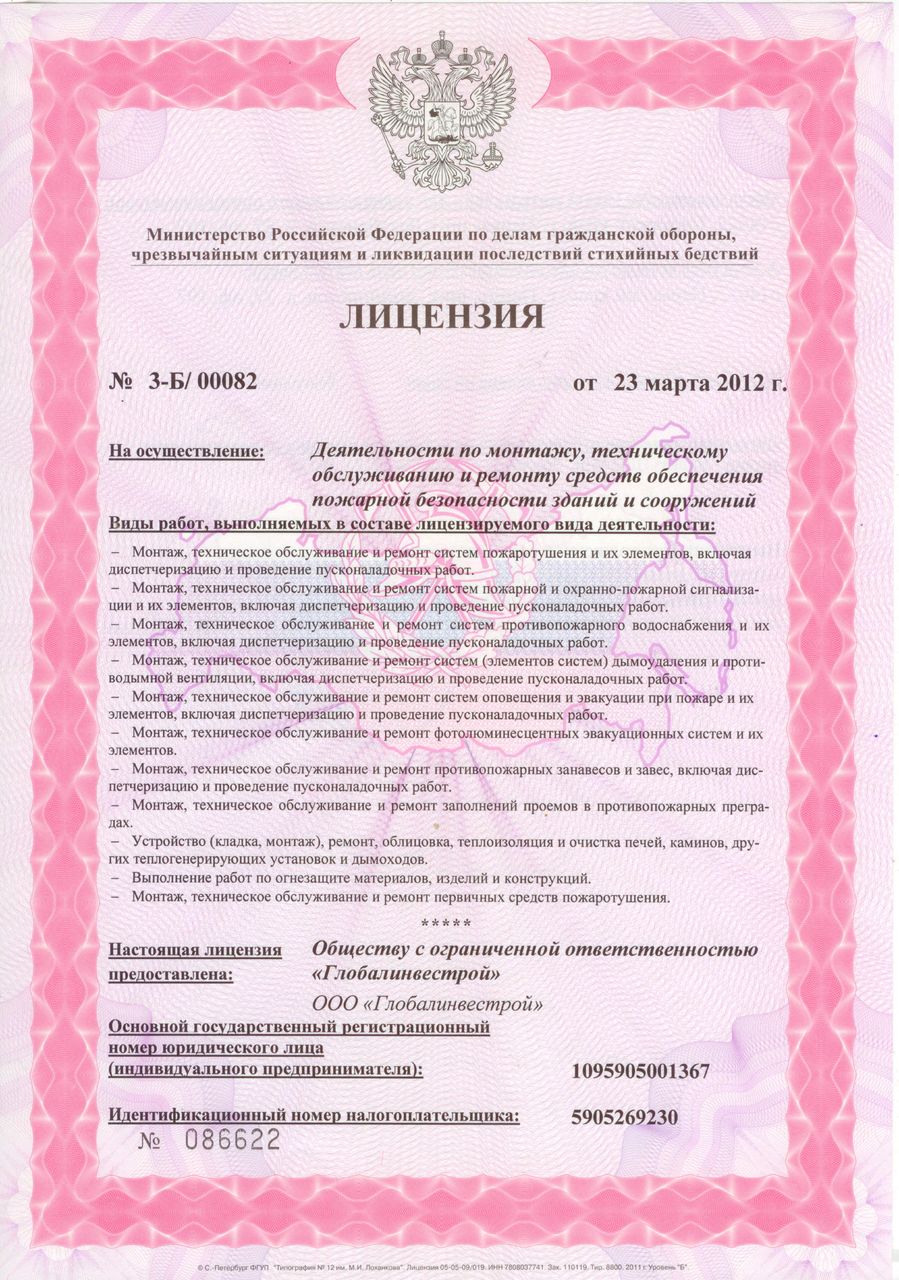 Министерство Российской Федерации по делам гражданской обороны,
чрезвычайным ситуациям и ликвидации последствий стихийных бедствий
ЛИЦЕНЗИЯ
№ 3-Б/ 00082
от 23 марта 2012 г.
На осуществление: Деятельности по монтажу, техническому
обслуживанию и ремонту средств обеспечения
пожарной безопасности зданий и сооружений
Виды работ, выполняемых в составе лицензируемого вида деятельности:
– Монтаж, техническое обслуживание и ремонт систем пожаротушения и их элементов, включая
диспетчеризацию и проведение пусконаладочных работ.
– Монтаж, техническое обслуживание и ремонт систем пожарной и охранно-пожарной сигнализа-
ции и их элементов, включая диспетчеризацию и проведение пусконаладочных работ.
– Монтаж, техническое обслуживание и ремонт систем противопожарного водоснабжения и их
элементов, включая диспетчеризацию и проведение пусконаладочных работ.
– Монтаж, техническое обслуживание и ремонт систем (элементов систем) дымоудаления и проти-
водымной вентиляции, включая диспетчеризацию и проведение пусконаладочных работ.
– Монтаж, техническое обслуживание и ремонт систем оповещения и эвакуации при пожаре и их
элементов, включая диспетчеризацию и проведение пусконаладочных работ.
– Монтаж, техническое обслуживание и ремонт фотолюминесцентных эвакуационных систем и их
элементов.
– Монтаж, техническое обслуживание и ремонт противопожарных занавесов и завес, включая дис-
петчеризацию и проведение пусконаладочных работ.
– Монтаж, техническое обслуживание и ремонт заполнений проемов в противопожарных прегра-
дах.
– Устройство (кладка, монтаж), ремонт, облицовка, теплоизоляция и очистка печей, каминов, дру-
гих теплогенерирующих установок и дымоходов.
– Выполнение работ по огнезащите материалов, изделий и конструкций.
– Монтаж, техническое обслуживание и ремонт первичных средств пожаротушения.
*****
Настоящая лицензия Обществу с ограниченной ответственностью
предоставлена: «Глобалинвестрой»
ООО «Глобалинвестрой»
Основной государственный регистрационный
номер юридического лица
(индивидуального предпринимателя): 1095905001367
Идентификационный номер налогоплательщика: 5905269230
№ 086622
© С.-Петербург ФГУП "Типография № 12 им. М.И. Лоханкова". Лицензия 05-05-09/019. ИНН 7808037741 Зак. 110119. Тир. 8800. 2011 г. Уровень "Б".